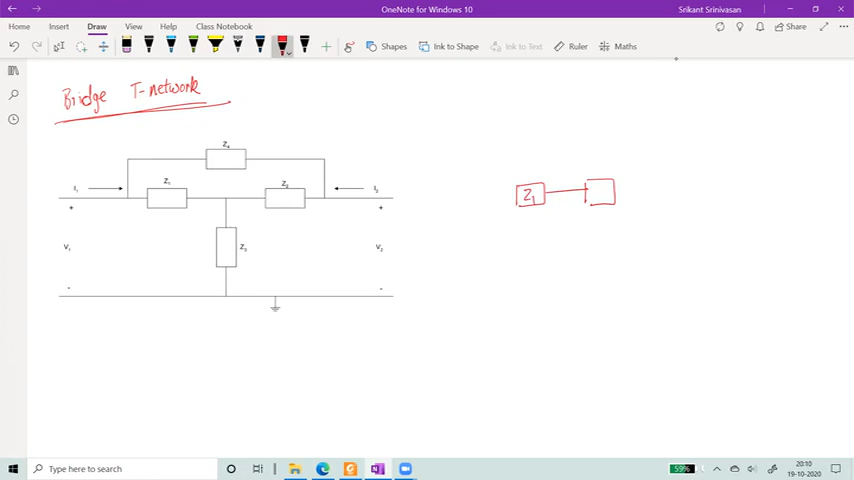 OneNote for Windows 10
Srikant Srinivasan
Home Insert Draw View Help Class Notebook
Share
Shapes Ink to Shape Ink to Text Ruler Maths
Bridge T-network
Z4
I1 Z1 Z2 I2
+ +
Z1
V1 Z3 V2
- -
Type here to search
59%
20:10
19-10-2020